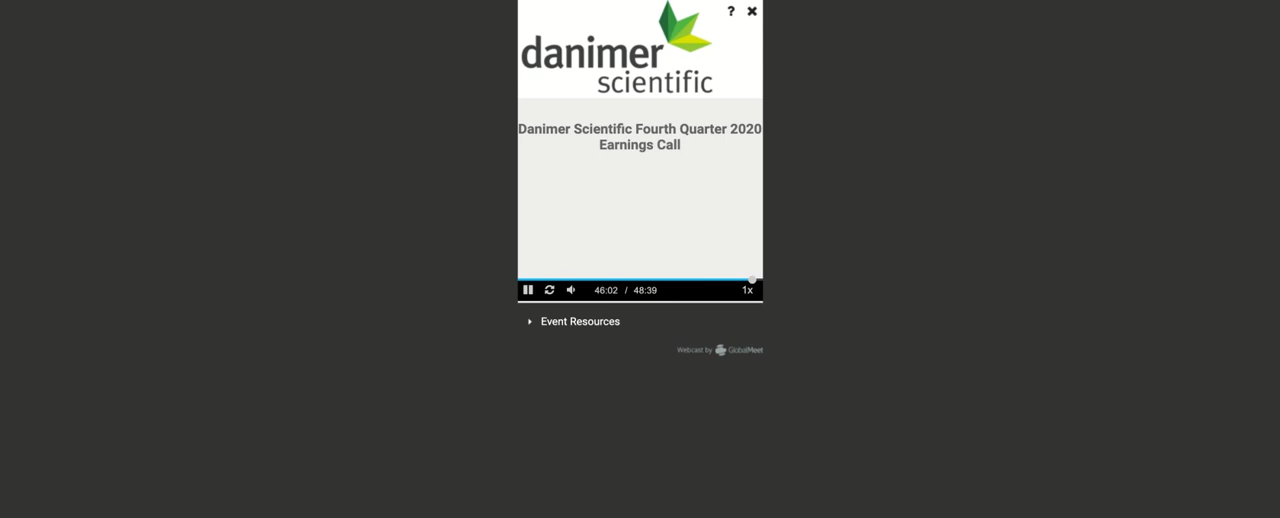 ? ✖
danimer
scientific
Danimer Scientific Fourth Quarter 2020
Earnings Call
46:02 / 48:39 1x
Event Resources
Webcast by GlobalMeet